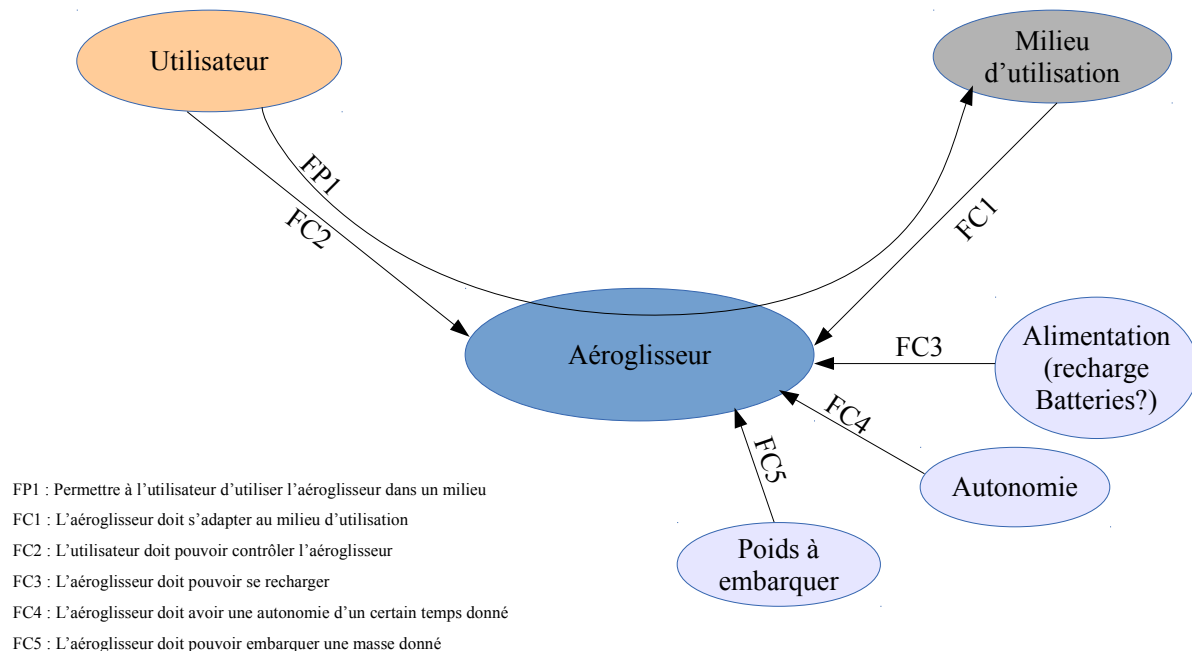 Utilisateur
Milieu
d’utilisation
FP1
FC2
FC1
Aéroglisseur
FC3
Alimentation
(recharge
Batteries?)
FC4
FC5
Autonomie
Poids à
embarquer
FP1 : Permettre à l’utilisateur d’utiliser l’aéroglisseur dans un milieu
FC1 : L’aéroglisseur doit s’adapter au milieu d’utilisation
FC2 : L’utilisateur doit pouvoir contrôler l’aéroglisseur
FC3 : L’aéroglisseur doit pouvoir se recharger
FC4 : L’aéroglisseur doit avoir une autonomie d’un certain temps donné
FC5 : L’aéroglisseur doit pouvoir embarquer une masse donné